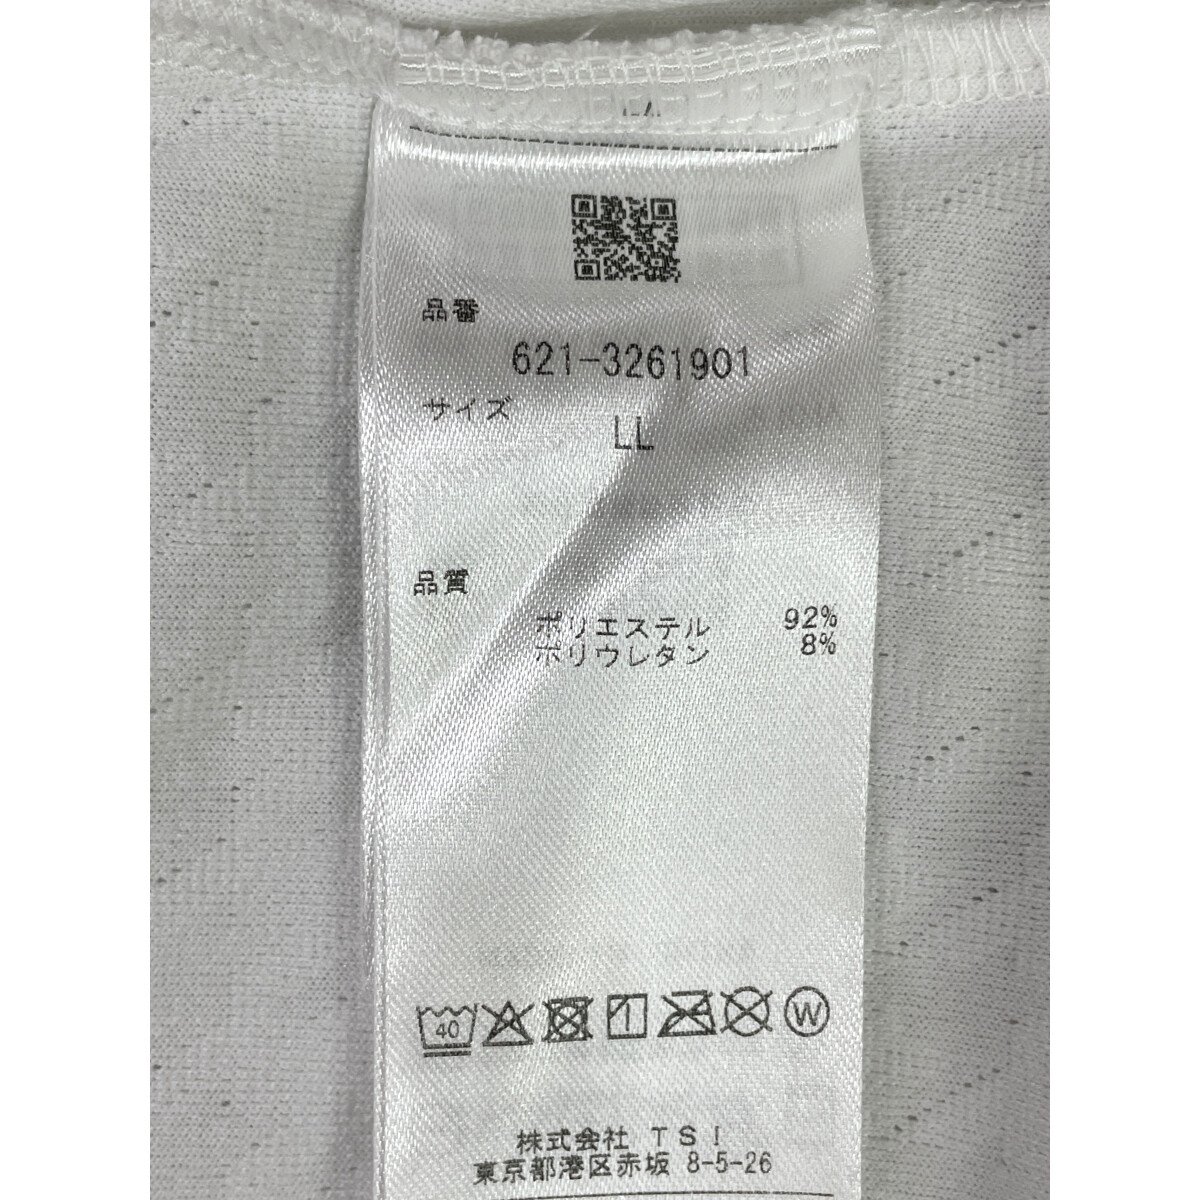 品番
621-3261901
サイズ
LL
品質
ポリエステル 92%
ポリウレタン 8%
40
W
株式会社 TSI
東京都港区赤坂 8-5-26